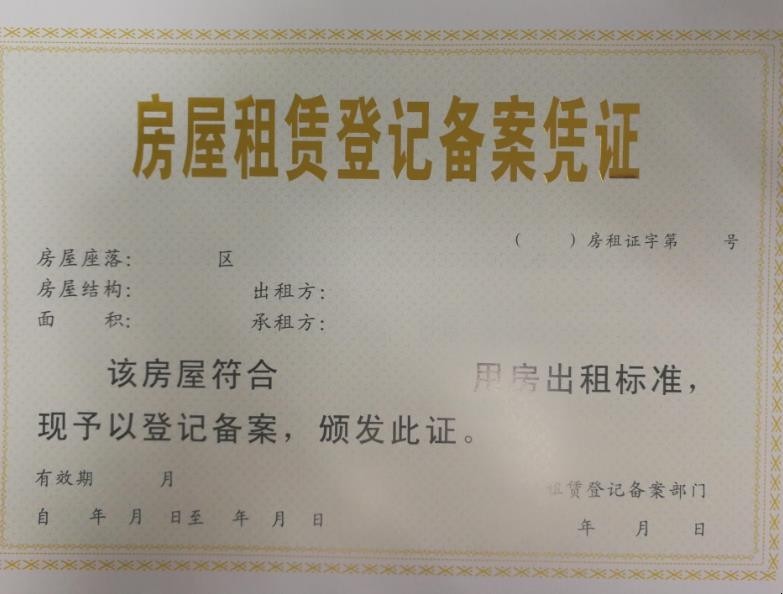 房屋租赁登记备案凭证
（ ）房租证字第 号
房屋座落： 区
房屋结构： 出租方：
面 积： 承租方：
该房屋符合 用房出租标准，
现予以登记备案，颁发此证。
有效期 月
租赁登记备案部门
自 年 月 日至 年 月 日
年 月 日